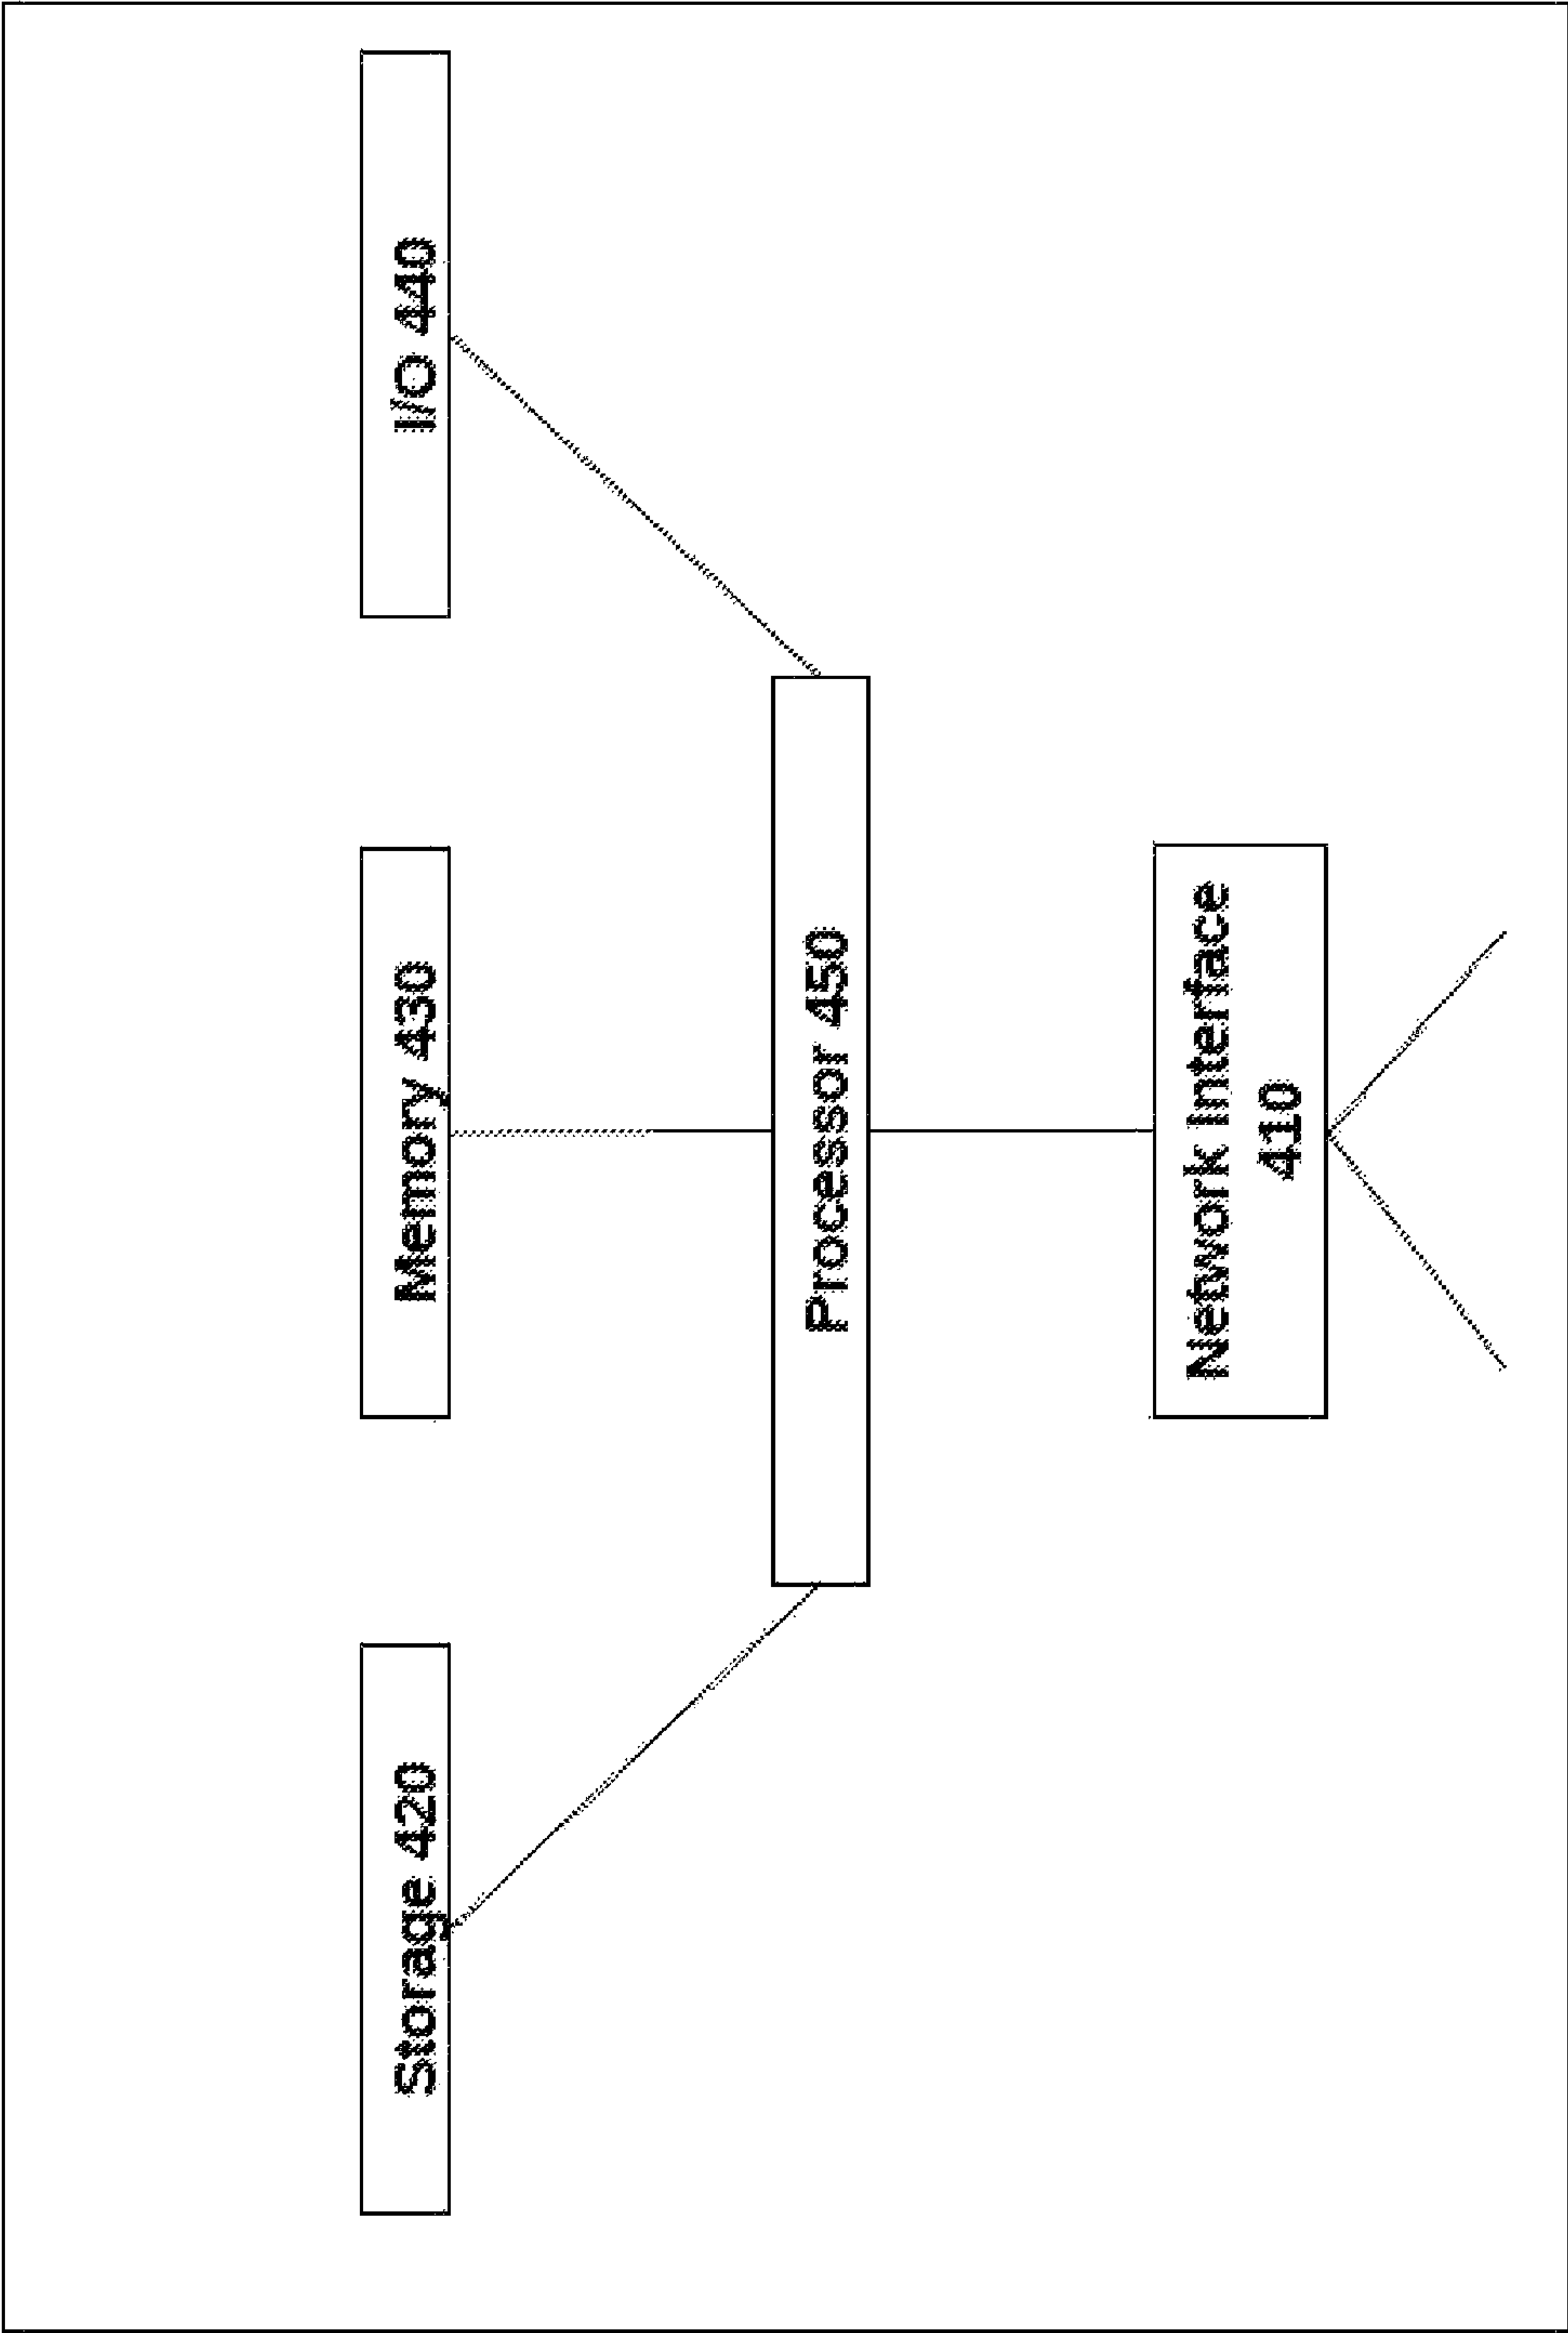 Storage 420
Memory 430
I/O 440
Processor 450
Network Interface
410